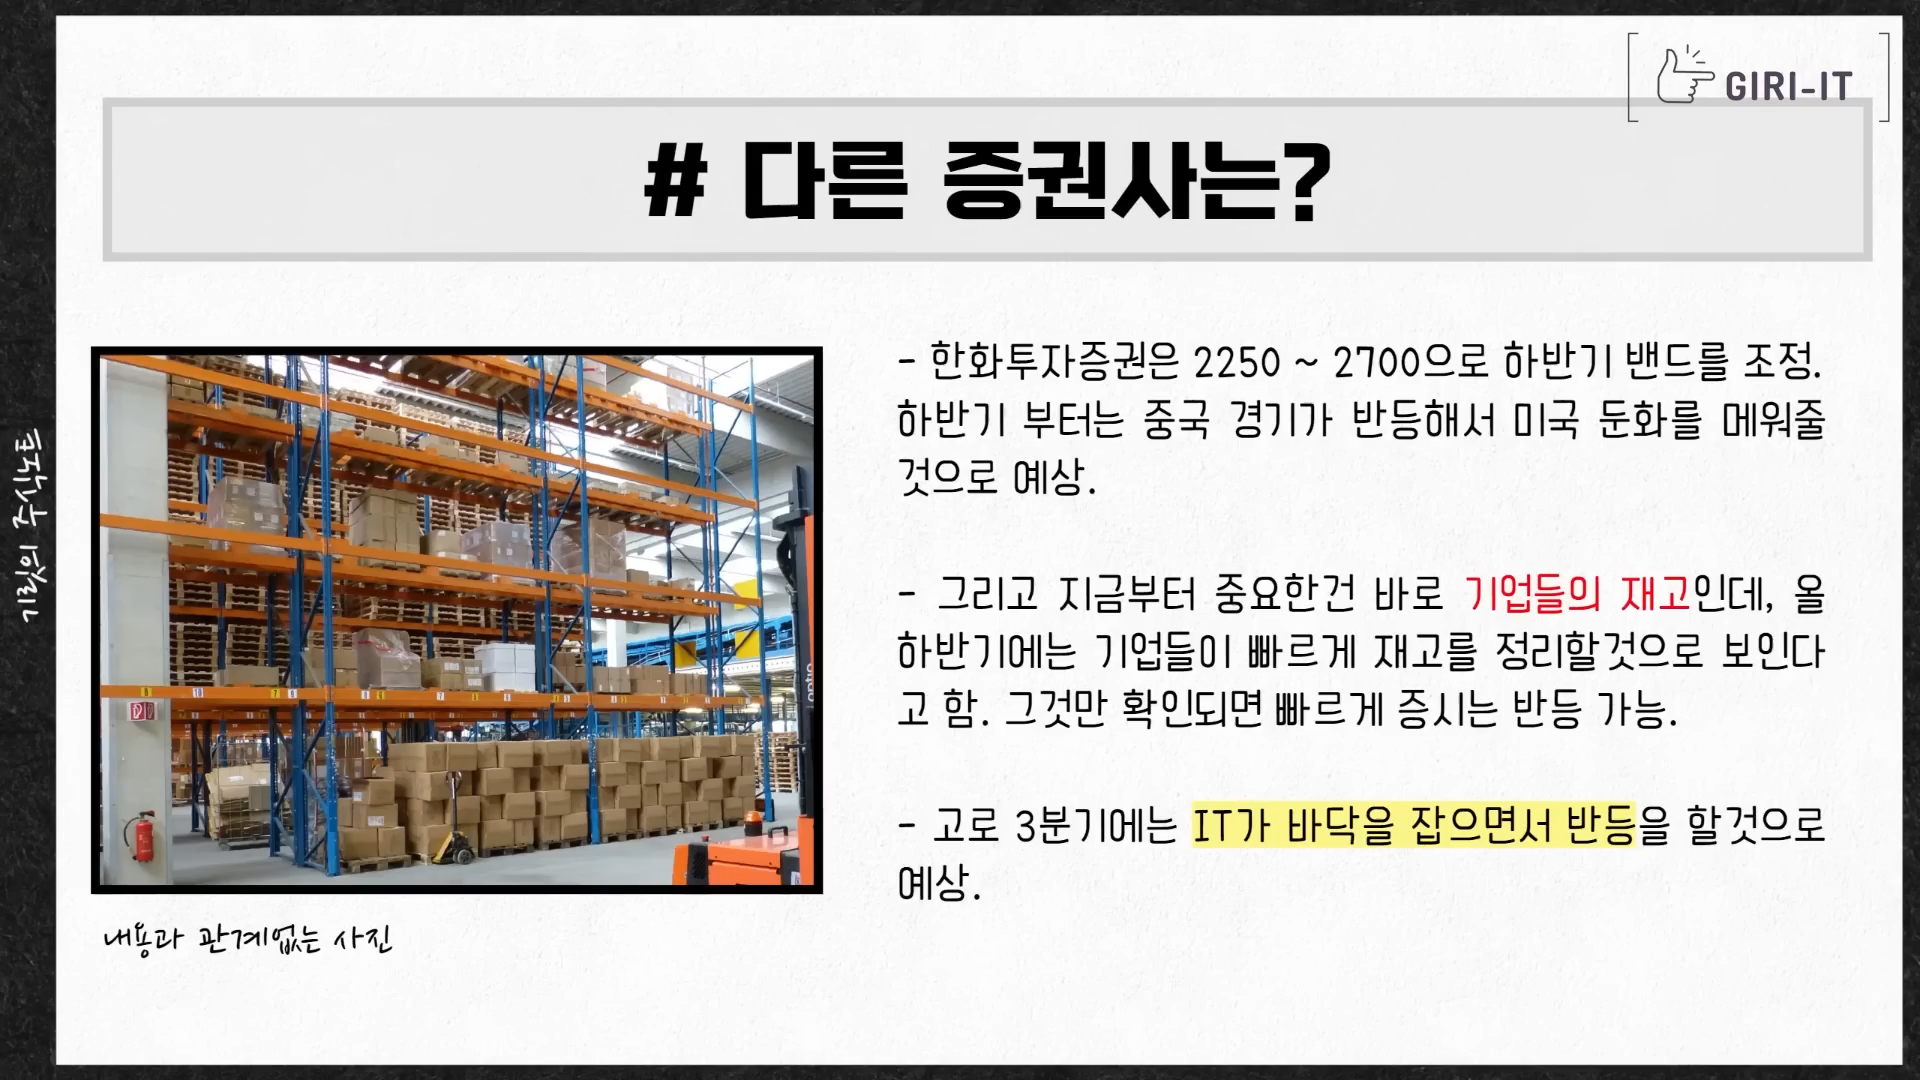 GIRI-IT
# 다른 증권사는?
- 한화투자증권은 2250 ~ 2700으로 하반기 밴드를 조정.
하반기 부터는 중국 경기가 반등해서 미국 둔화를 메워줄
것으로 예상.
- 그리고 지금부터 중요한건 바로 기업들의 재고인데, 올
하반기에는 기업들이 빠르게 재고를 정리할것으로 보인다
고 함. 그것만 확인되면 빠르게 증시는 반등 가능.
- 고로 3분기에는 IT가 바닥을 잡으면서 반등을 할것으로
예상.
내용과 관계없는 사진
기릿의 주식노트